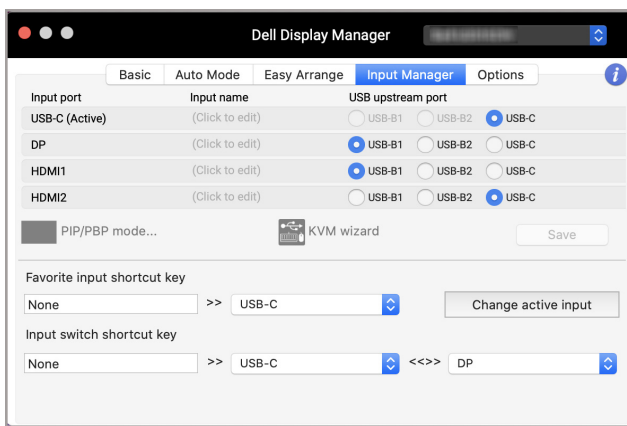 Dell Display Manager
Basic Auto Mode Easy Arrange Input Manager Options i
Input port Input name USB upstream port
USB-C (Active) (Click to edit) USB-B1 USB-B2 USB-C
DP (Click to edit) USB-B1 USB-B2 USB-C
HDMI1 (Click to edit) USB-B1 USB-B2 USB-C
HDMI2 (Click to edit) USB-B1 USB-B2 USB-C
PIP/PBP mode... KVM wizard Save
Favorite input shortcut key
None >> USB-C Change active input
Input switch shortcut key
None >> USB-C <<>> DP